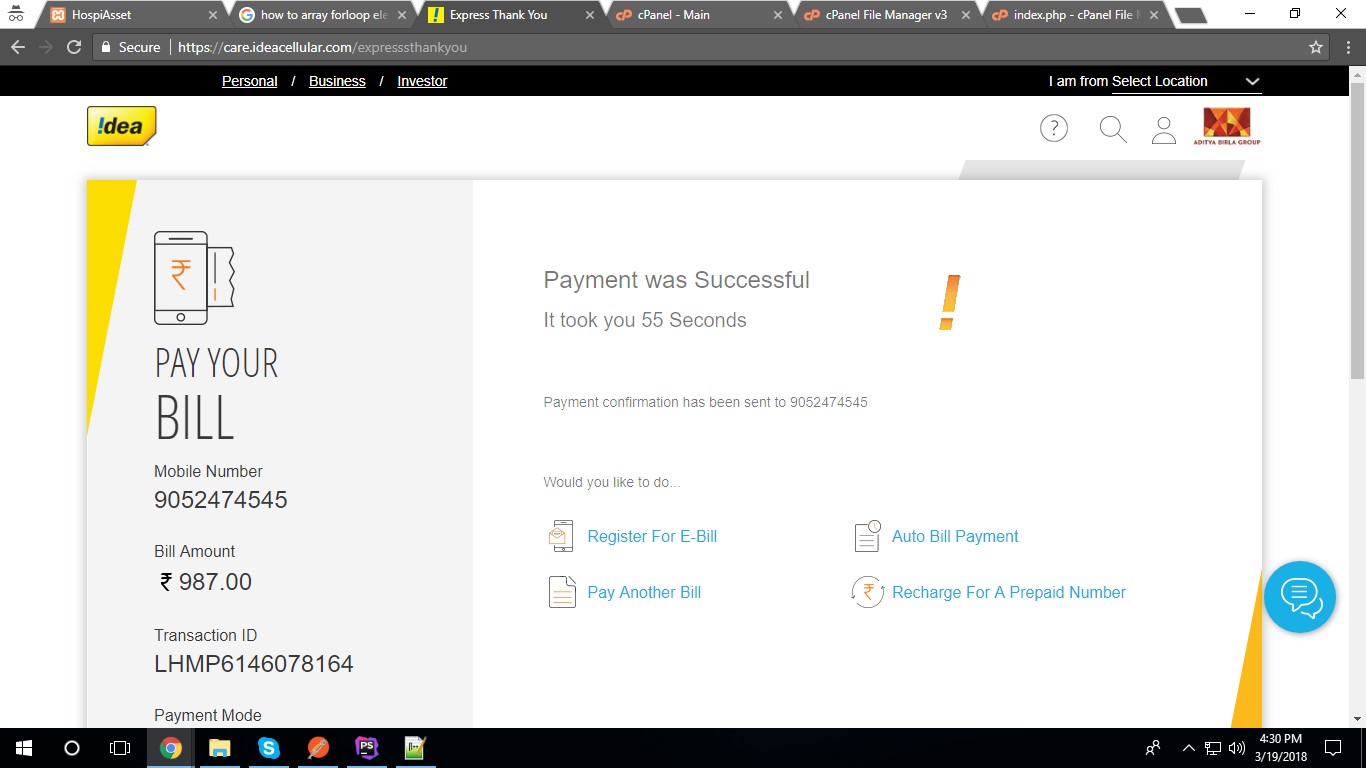 HospiAsset
how to array forloop ele
Express Thank You
cPanel - Main
cPanel File Manager v3
index.php - cPanel File M
Secure
https://care.ideacellular.com/expresssthankyou
Personal / Business / Investor
I am from Select Location
!dea
?
ADITYA BIRLA GROUP
PAY YOUR
BILL
Mobile Number
9052474545
Bill Amount
₹ 987.00
Transaction ID
LHMP6146078164
Payment Mode
Payment was Successful
It took you 55 Seconds
!
Payment confirmation has been sent to 9052474545
Would you like to do...
Register For E-Bill
Auto Bill Payment
Pay Another Bill
Recharge For A Prepaid Number
4:30 PM
3/19/2018